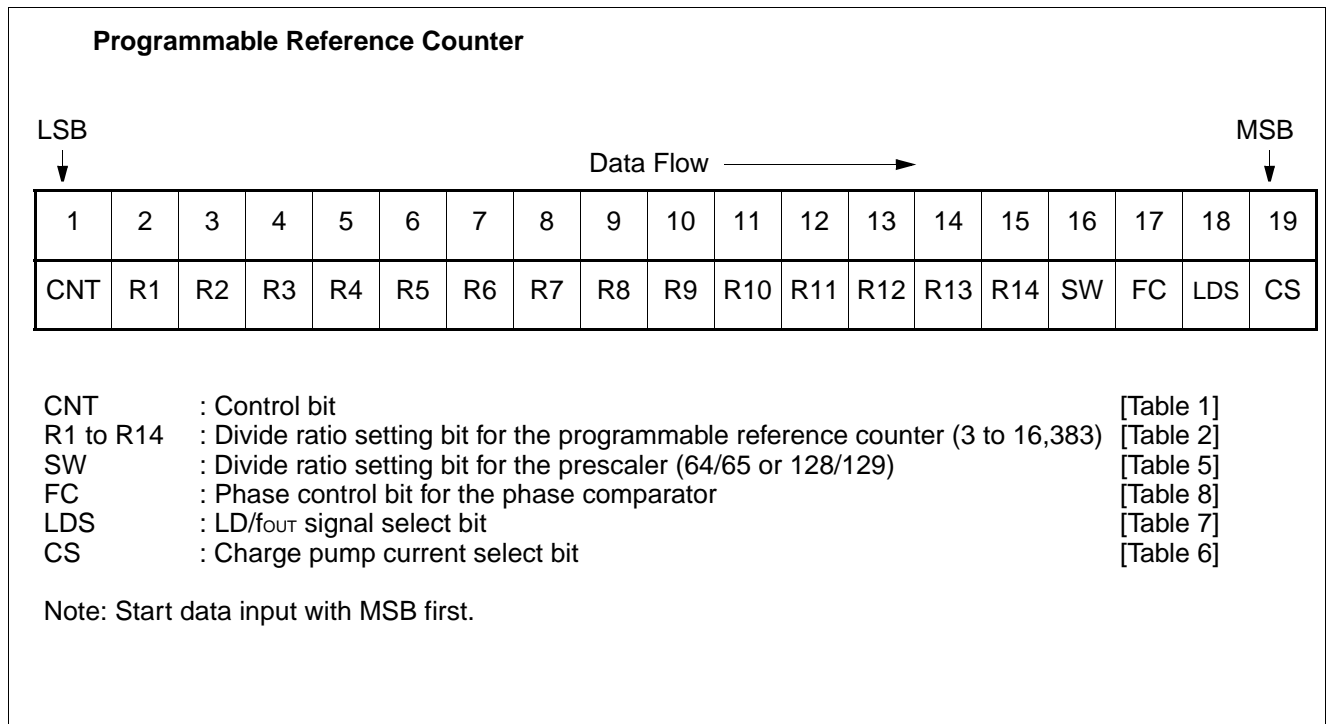 Programmable Reference Counter
LSB MSB
Data Flow
1 2 3 4 5 6 7 8 9 10 11 12 13 14 15 16 17 18 19
CNT R1 R2 R3 R4 R5 R6 R7 R8 R9 R10 R11 R12 R13 R14 SW FC LDS CS
CNT : Control bit [Table 1]
R1 to R14 : Divide ratio setting bit for the programmable reference counter (3 to 16,383) [Table 2]
SW : Divide ratio setting bit for the prescaler (64/65 or 128/129) [Table 5]
FC : Phase control bit for the phase comparator [Table 8]
LDS : LD/fOUT signal select bit [Table 7]
CS : Charge pump current select bit [Table 6]
Note: Start data input with MSB first.